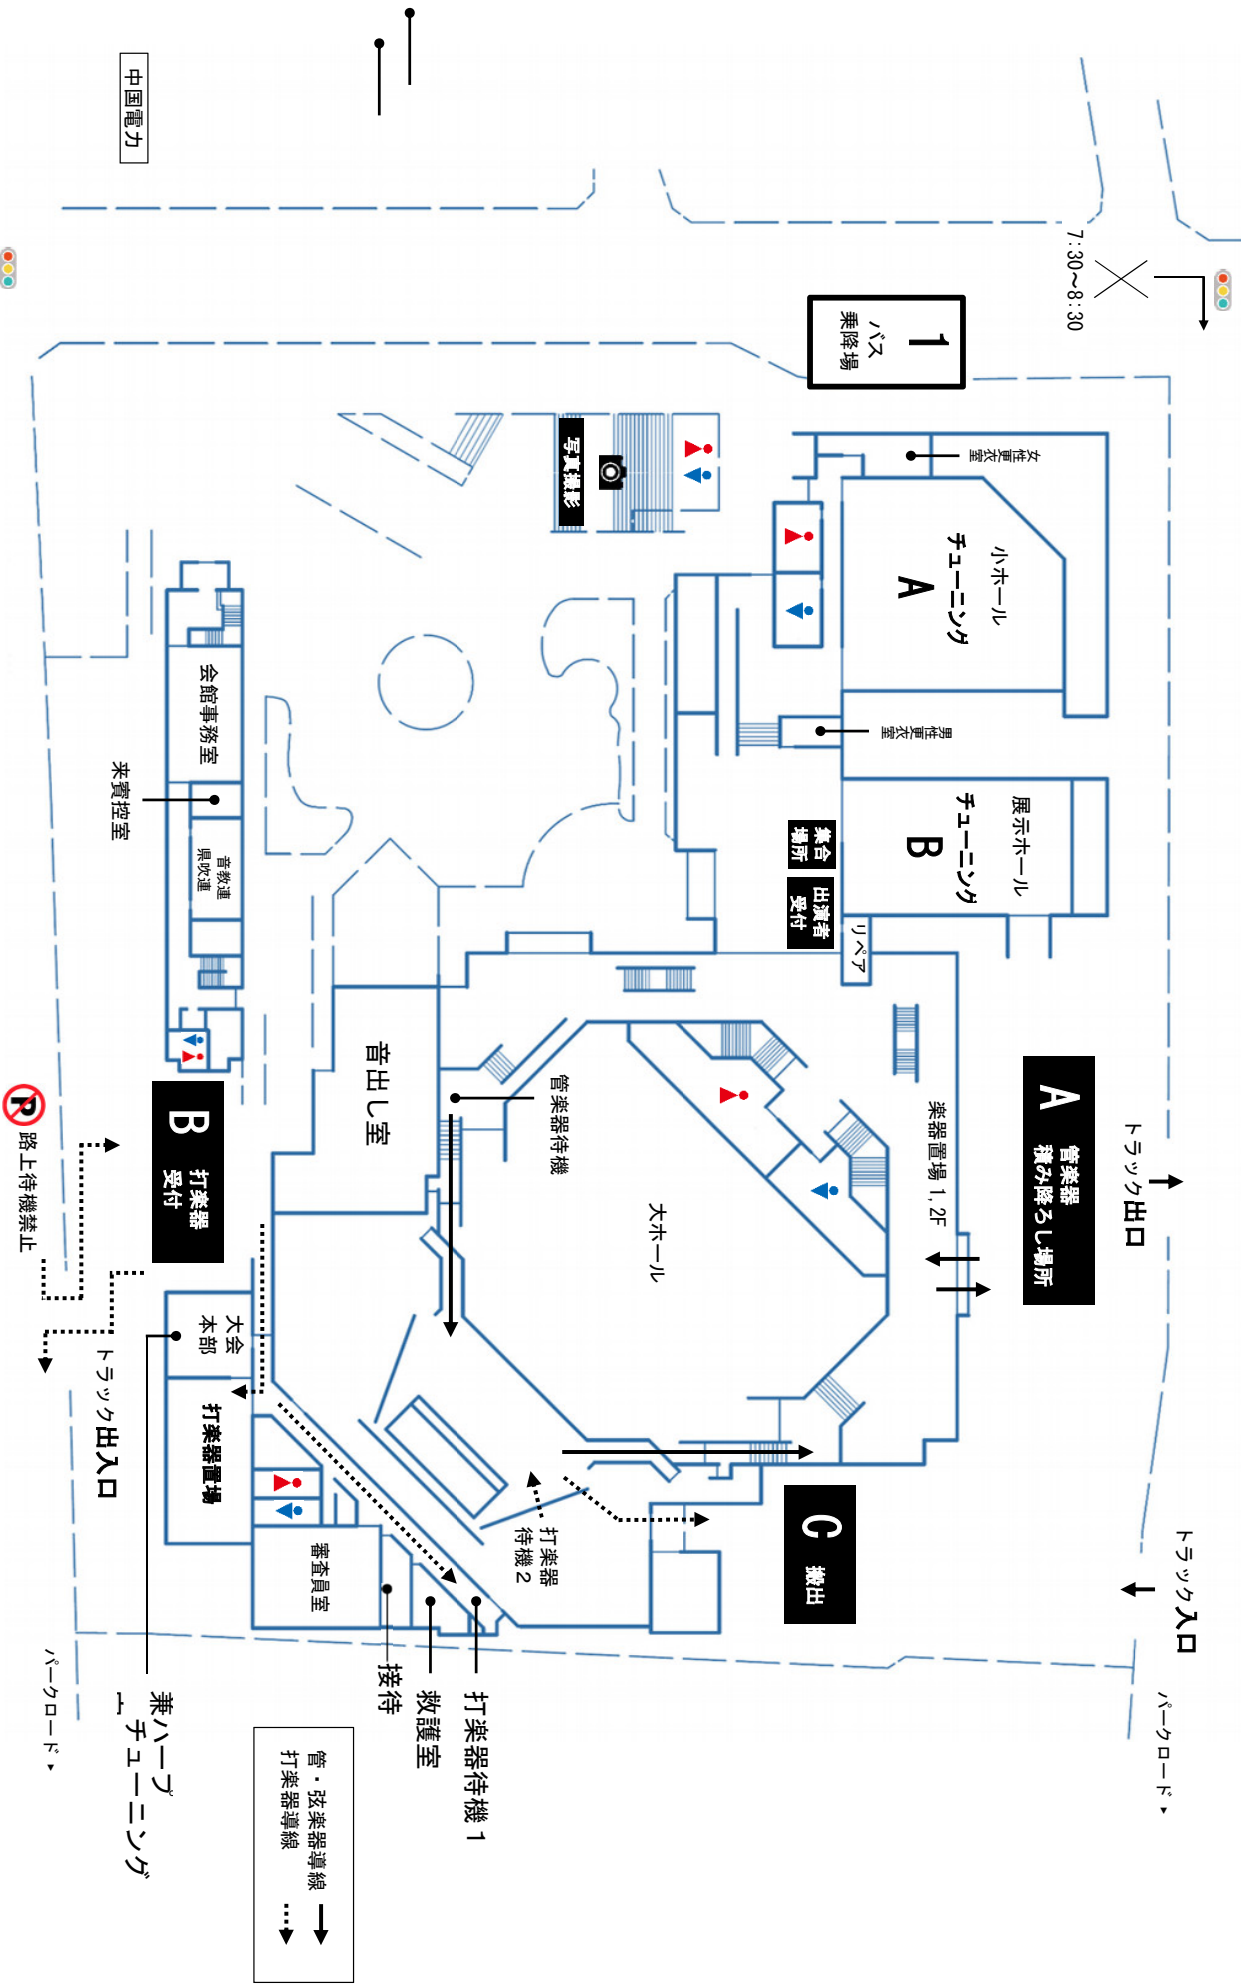 中国電力
7:30〜8:30
1
バス
乗降場
写真撮影
女性更衣室
小ホール
チューニング
A
男性更衣室
展示ホール
チューニング
B
集合
場所
出演者
受付
リペア
会館事務室
来賓控室
音教連
県吹連
音出し室
管楽器待機
大ホール
楽器置場 1, 2F
A
管楽器
積み降ろし場所
トラック出口
トラック入口
パークロード
B
打楽器
受付
P
路上待機禁止
トラック出入口
大会
本部
打楽器置場
審査員室
打楽器
待機２
C
搬出
接待
救護室
打楽器待機 1
兼ハープ
チューニング
パークロード
管・弦楽器導線
打楽器導線